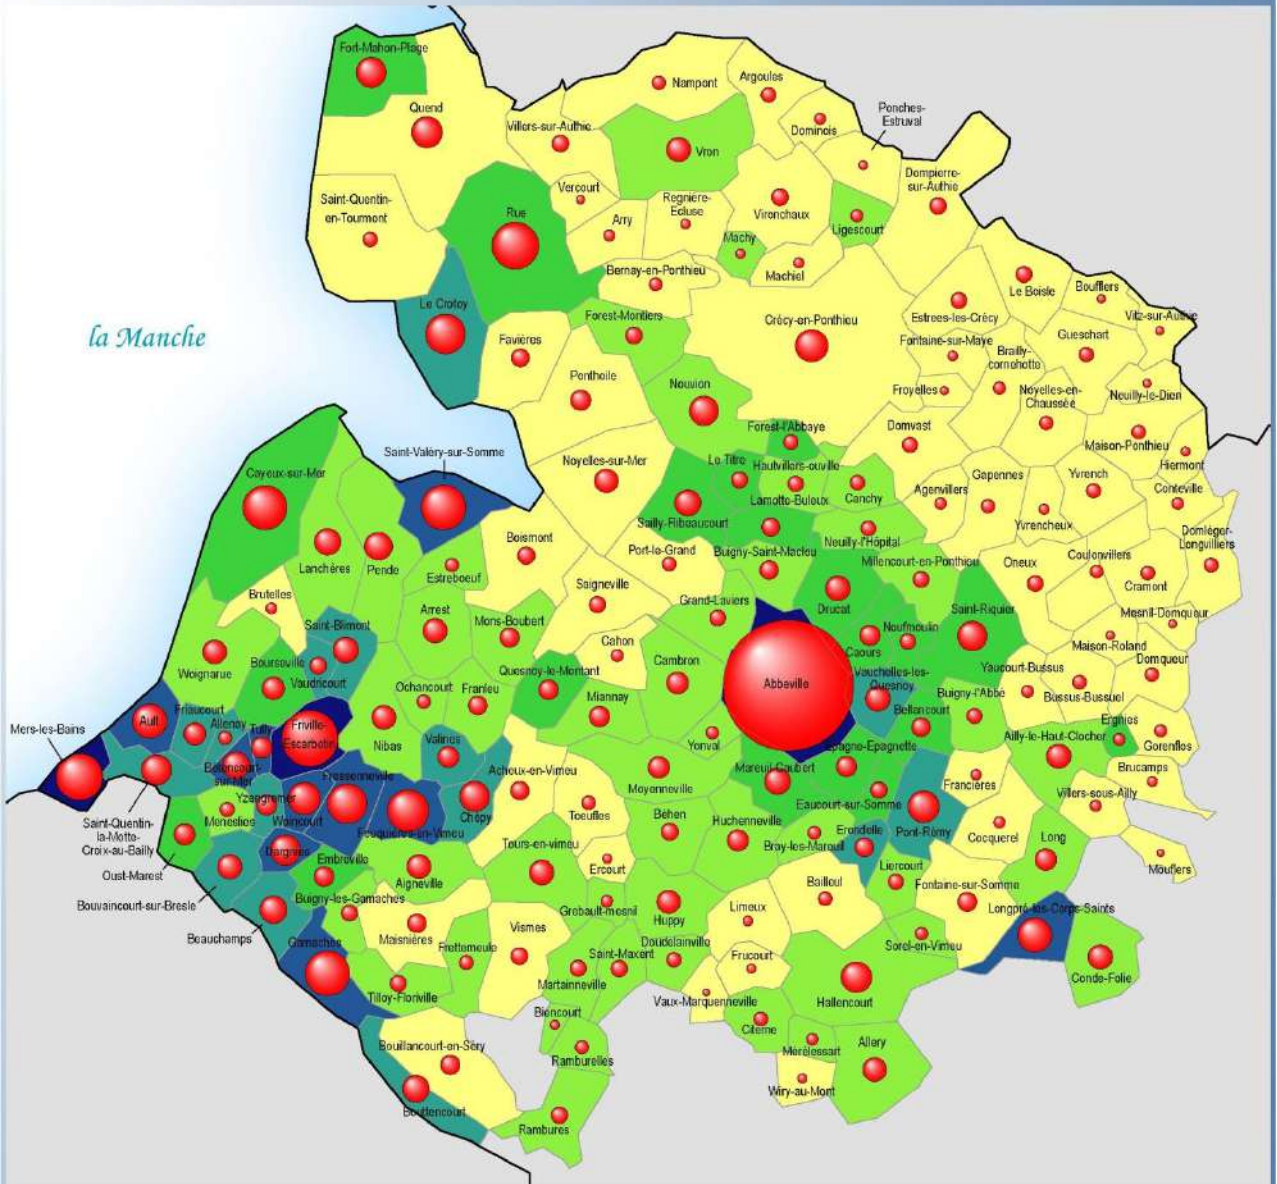 Fort-Mahon-Plage
Quend
Nampont
Argoules
Dominois
Ponches-
Estruval
Villers-sur-Authie
Vron
Dompierre-
sur-Authie
Saint-Quentin-
en-Tourmont
Rue
Vercourt
Regnière-
Ecluse
Vironchaux
Ligescourt
Arry
Machy
Machiel
Bernay-en-Ponthieu
Le Boisle
Boufflers
Vitz-sur-Authie
la Manche
Le Crotoy
Forest-Montiers
Crécy-en-Ponthieu
Estrees-les-Crécy
Gueschart
Favières
Fontaine-sur-Maye
Brailly-
cornehotte
Ponthoile
Nouvion
Froyelles
Noyelles-en-
Chaussée
Neuilly-le-Dien
Forest-l'Abbaye
Domvast
Maison-Ponthieu
Saint-Valéry-sur-Somme
Noyelles-sur-Mer
Le Titre
Hautvillers-ouville
Hiermont
Cayeux-sur-Mer
Lamotte-Buleux
Canchy
Agenvillers
Gapennes
Yvrench
Conteville
Sailly-Flibeaucourt
Yvrencheux
Lanchères
Pende
Estreboeuf
Boismont
Port-le-Grand
Buigny-Saint-Maclou
Neuilly-l'Hôpital
Domléger-
Longvilliers
Millencourt-en-Ponthieu
Oneux
Coulonvillers
Cramont
Brutelles
Saigneville
Grand-Laviers
Drucat
Saint-Riquier
Mesnil-Domqueur
Saint-Blimont
Arrest
Mons-Boubert
Neufmoulin
Maison-Roland
Woignarue
Bourseville
Cahon
Caours
Vaudricourt
Quesnoy-le-Montant
Cambron
Abbeville
Vauchelles-les-
Quesnoy
Yaucourt-Bussus
Domqueur
Ochancourt
Franleu
Miannay
Buigny-l'Abbé
Bussus-Bussuel
Mers-les-Bains
Ault
Friaucourt
Allenay
Tully
Friville-
Escarbotin
Nibas
Bellancourt
Ergnies
Valines
Yonval
Epagne-Epagnette
Ailly-le-Haut-Clocher
Gorenflos
Bétencourt-
sur-Mer
Fressenneville
Acheux-en-Vimeu
Mareuil-Caubert
Brucamps
Yzengremer
Moyenneville
Francières
Villers-sous-Ailly
Saint-Quentin-
la-Motte-
Croix-au-Bailly
Meneslies
Woincourt
Feuquières-en-Vimeu
Chépy
Toeufles
Béhen
Huchenneville
Eaucourt-sur-Somme
Pont-Rémy
Cocquerel
Long
Oust-Marest
Dargnies
Tours-en-vimeu
Bray-les-Mareuil
Erondelle
Mouflers
Embreville
Aigneville
Ercourt
Liercourt
Bouvaincourt-sur-Bresle
Buigny-les-Gamaches
Bailleul
Fontaine-sur-Somme
Grebault-mesnil
Huppy
Limeux
Longpré-les-Corps-Saints
Beauchamps
Gamaches
Maisnières
Vismes
Frettemeule
Doudelainville
Sorel-en-Vimeu
Saint-Maxent
Frucourt
Conde-Folie
Tilloy-Floriville
Martainneville
Vaux-Marquenneville
Hallencourt
Biencourt
Citerne
Bouillancourt-en-Séry
Ramburelles
Mérélessart
Allery
Bouttencourt
Wiry-au-Mont
Rambures